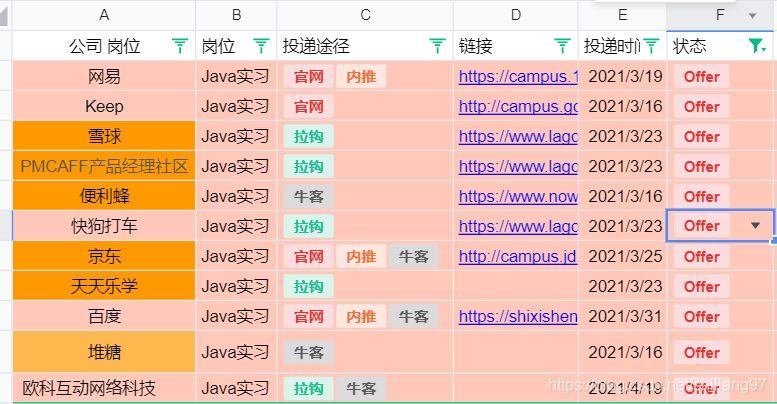 A B C D E F
公司 岗位 岗位 投递途径 链接 投递时间 状态
网易 Java实习 官网 内推 https://campus.1 2021/3/19 Offer
Keep Java实习 官网 http://campus.go 2021/3/16 Offer
雪球 Java实习 拉钩 https://www.lago 2021/3/23 Offer
PMCAFF产品经理社区 Java实习 拉钩 https://www.lago 2021/3/23 Offer
便利蜂 Java实习 牛客 https://www.now 2021/3/16 Offer
快狗打车 Java实习 拉钩 https://www.lago 2021/3/23 Offer
京东 Java实习 官网 内推 牛客 http://campus.jd 2021/3/25 Offer
天天乐学 Java实习 拉钩 2021/3/23 Offer
百度 Java实习 官网 内推 牛客 https://shixishen 2021/3/31 Offer
堆糖 Java实习 牛客 2021/3/16 Offer
欧科互动网络科技 Java实习 拉钩 牛客 2021/4/19 Offer